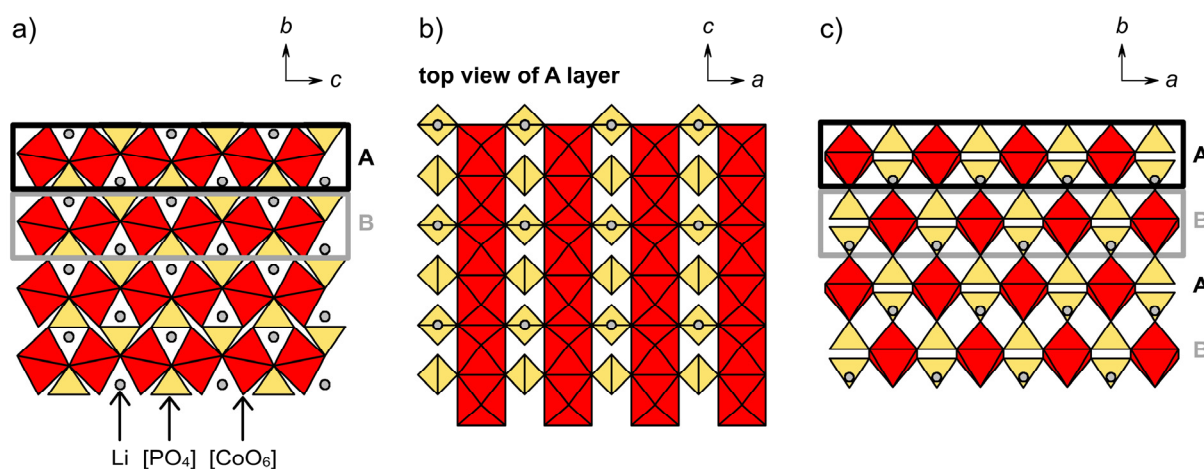 a)
b
c
A
B
Li [PO₄] [CoO₆]
b)
c
a
top view of A layer
c)
b
a
A
B
A
B